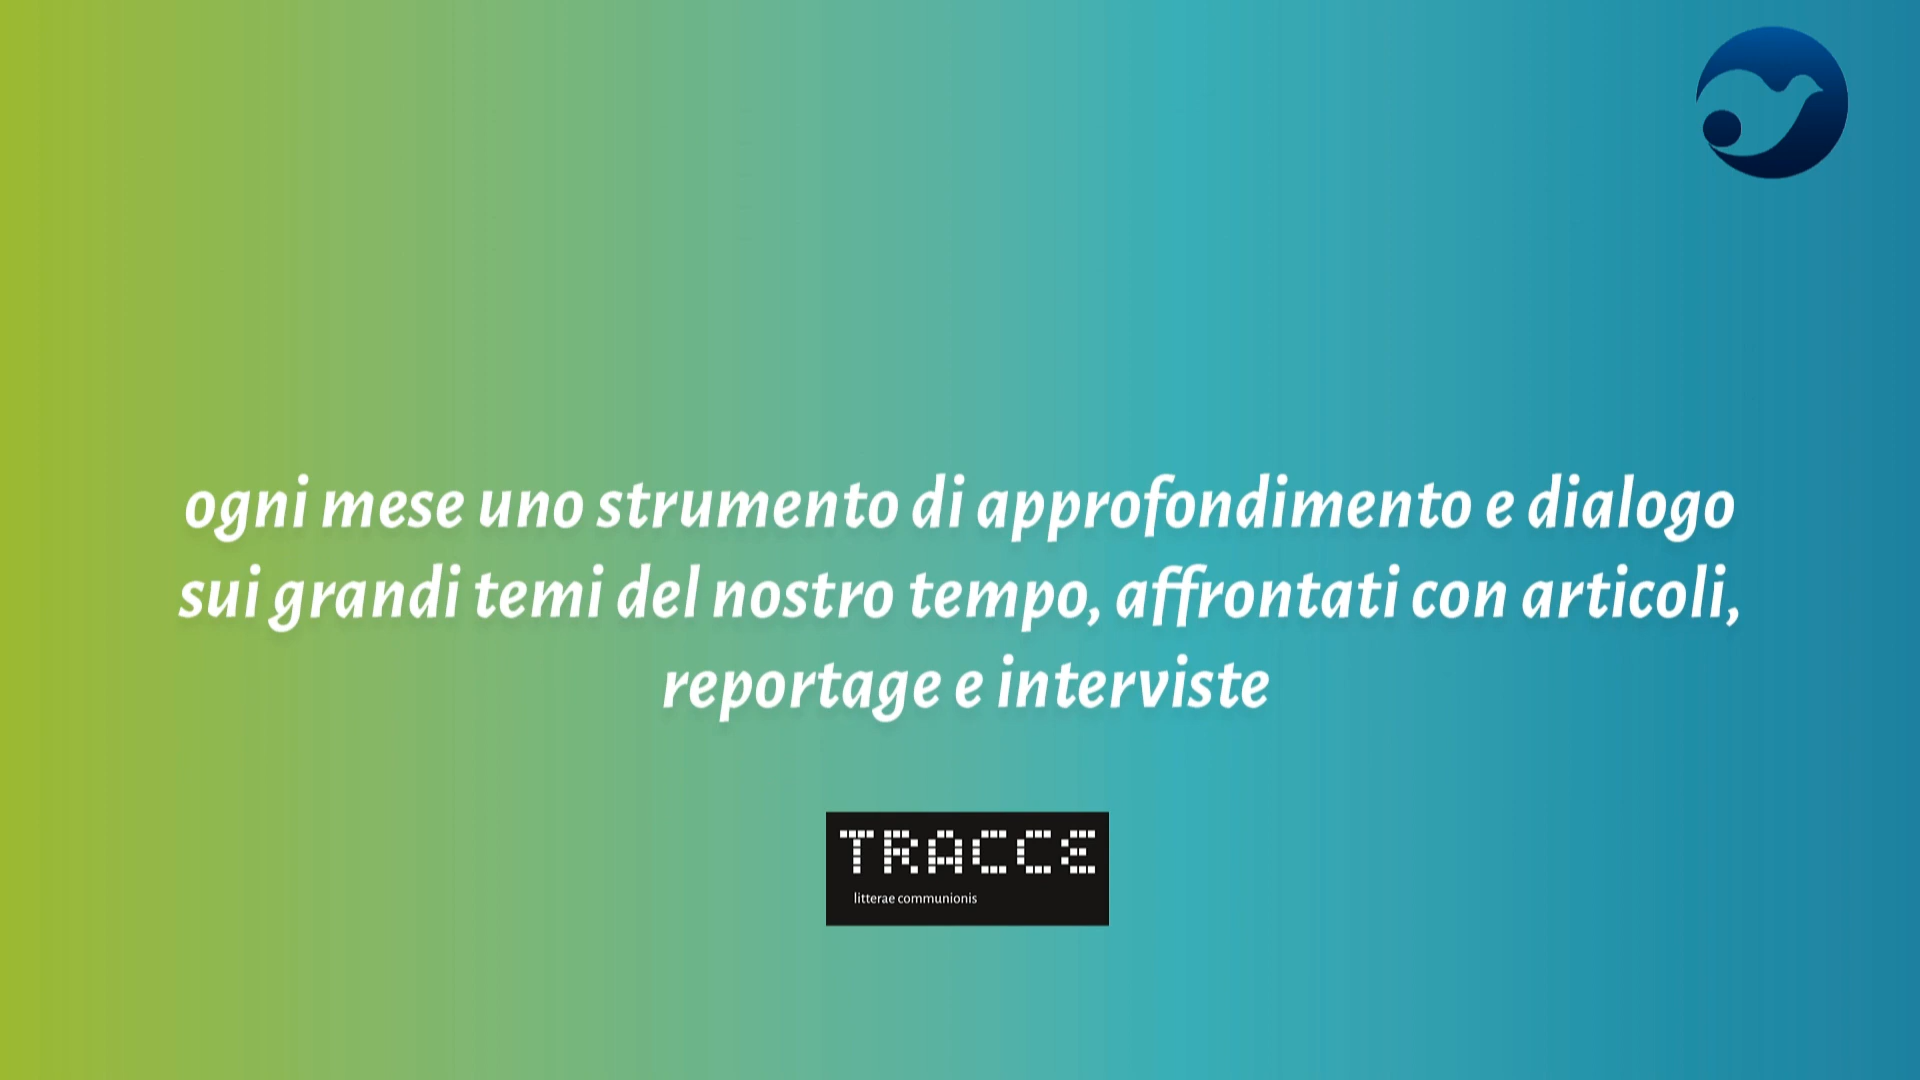 ogni mese uno strumento di approfondimento e dialogo
sui grandi temi del nostro tempo, affrontati con articoli,
reportage e interviste
TRACCE
litterae communionis